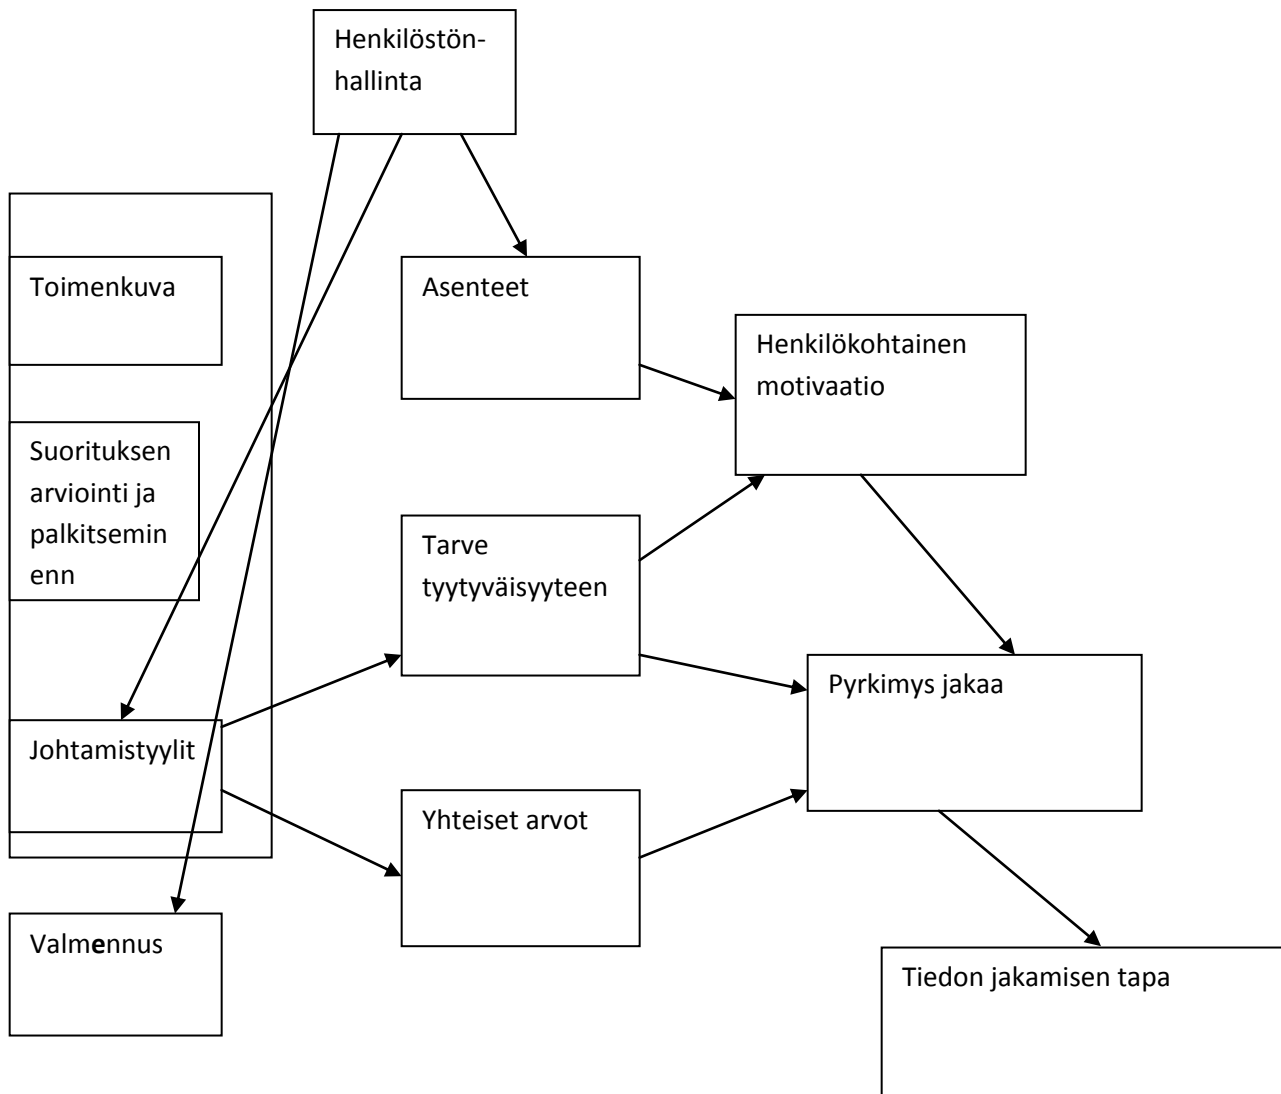 Henkilöstön-
hallinta
Toimenkuva
Asenteet
Henkilökohtainen
motivaatio
Suorituksen
arviointi ja
palkitsemin
enn
Tarve
tyytyväisyyteen
Pyrkimys jakaa
Johtamistyylit
Yhteiset arvot
Valmennus
Tiedon jakamisen tapa